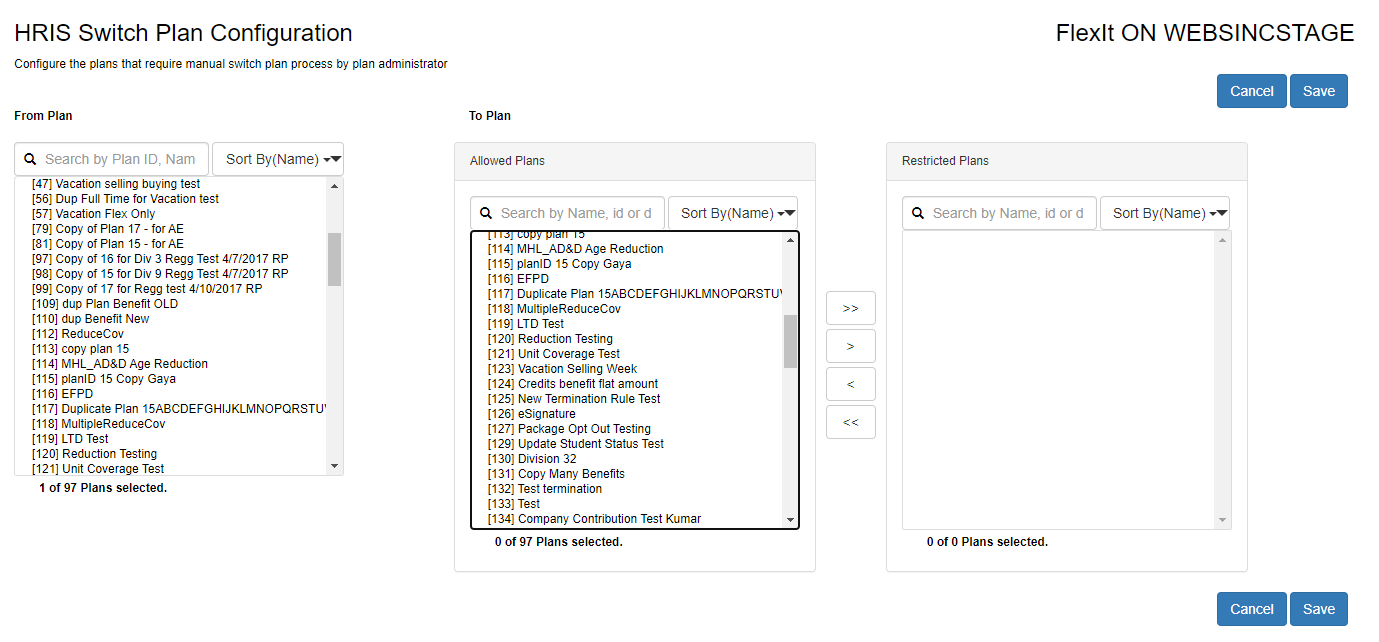 HRIS Switch Plan Configuration
FlexIt ON WEBSINCSTAGE
Configure the plans that require manual switch plan process by plan administrator
Cancel
Save
From Plan
To Plan
Search by Plan ID, Nam
Sort By(Name)
[47] Vacation selling buying test
[56] Dup Full Time for Vacation test
[57] Vacation Flex Only
[79] Copy of Plan 17 - for AE
[81] Copy of Plan 15 - for AE
[97] Copy of 16 for Div 3 Regg Test 4/7/2017 RP
[98] Copy of 15 for Div 9 Regg Test 4/7/2017 RP
[99] Copy of 17 for Regg test 4/10/2017 RP
[109] dup Plan Benefit OLD
[110] dup Benefit New
[112] ReduceCov
[113] copy plan 15
[114] MHL_AD&D Age Reduction
[115] planID 15 Copy Gaya
[116] EFPD
[117] Duplicate Plan 15ABCDEFGHIJKLMNOPQRSTUV
[118] MultipleReduceCov
[119] LTD Test
[120] Reduction Testing
[121] Unit Coverage Test
1 of 97 Plans selected.
Allowed Plans
Search by Name, id or d
Sort By(Name)
[113] copy plan 15
[114] MHL_AD&D Age Reduction
[115] planID 15 Copy Gaya
[116] EFPD
[117] Duplicate Plan 15ABCDEFGHIJKLMNOPQRSTUV
[118] MultipleReduceCov
[119] LTD Test
[120] Reduction Testing
[121] Unit Coverage Test
[123] Vacation Selling Week
[124] Credits benefit flat amount
[125] New Termination Rule Test
[126] eSignature
[127] Package Opt Out Testing
[129] Update Student Status Test
[130] Division 32
[131] Copy Many Benefits
[132] Test termination
[133] Test
[134] Company Contribution Test Kumar
0 of 97 Plans selected.
>>
>
<
<<
Restricted Plans
Search by Name, id or d
Sort By(Name)
0 of 0 Plans selected.
Cancel
Save